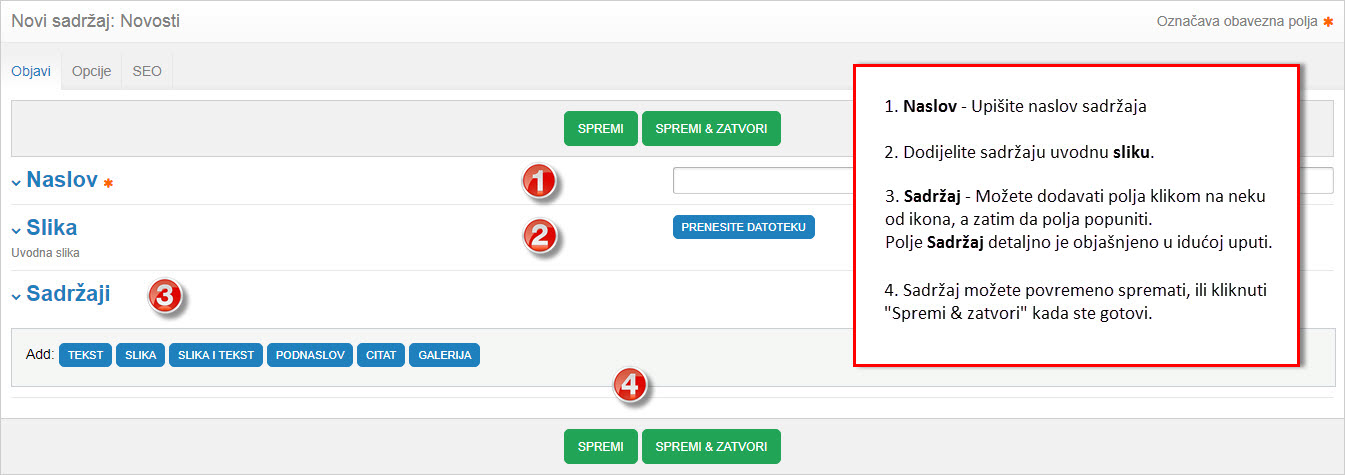 Novi sadržaj: Novosti
Označava obavezna polja *
Objavi Opcije SEO
SPREMI SPREMI & ZATVORI
Naslov *
1
Slika
Uvodna slika
2
PRENESITE DATOTEKU
Sadržaji
3
Add: TEKST SLIKA SLIKA I TEKST PODNASLOV CITAT GALERIJA
4
SPREMI SPREMI & ZATVORI
1. Naslov - Upišite naslov sadržaja
2. Dodijelite sadržaju uvodnu sliku.
3. Sadržaj - Možete dodavati polja klikom na neku
od ikona, a zatim da polja popuniti.
Polje Sadržaj detaljno je objašnjeno u idućoj uputi.
4. Sadržaj možete povremeno spremati, ili kliknuti
"Spremi & zatvori" kada ste gotovi.